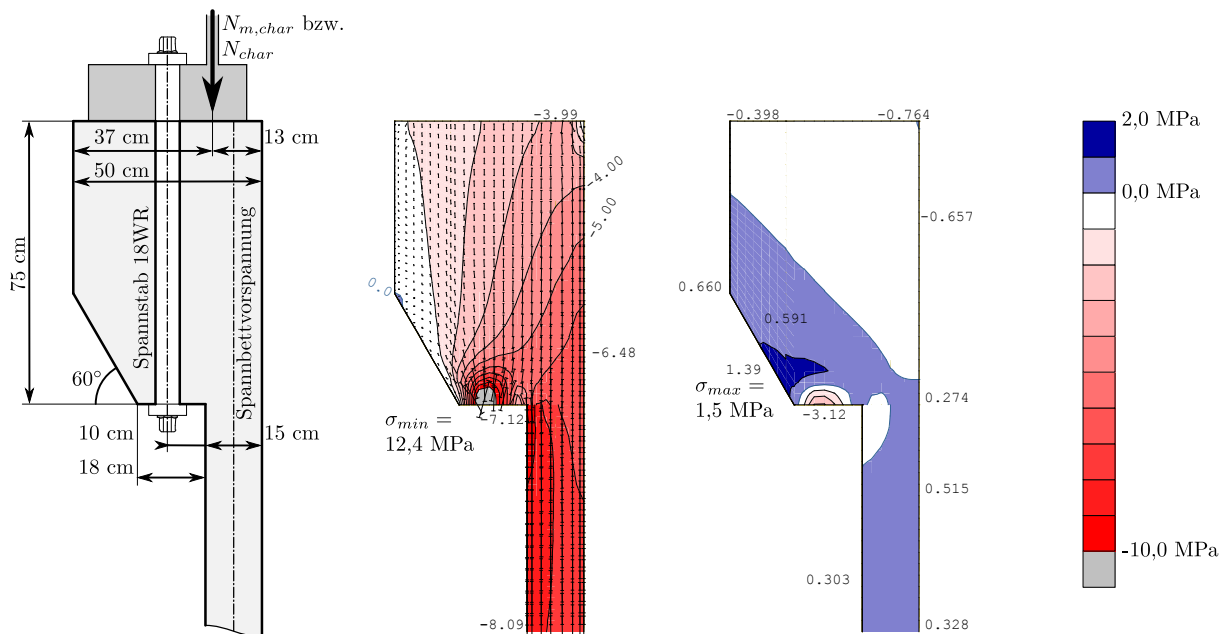 N_{m,char} bzw.
N_{char}
37 cm
13 cm
50 cm
75 cm
Spannstab 18WR
Spannbettvorspannung
60°
10 cm
15 cm
18 cm
-3.99
-4.00
-5.00
0.0
-6.48
-7.12
σ_{min} =
12,4 MPa
-8.09
-0.398
-0.764
-0.657
0.660
0.591
1.39
σ_{max} =
1,5 MPa
-3.12
0.274
0.515
0.303
0.328
2,0 MPa
0,0 MPa
-10,0 MPa